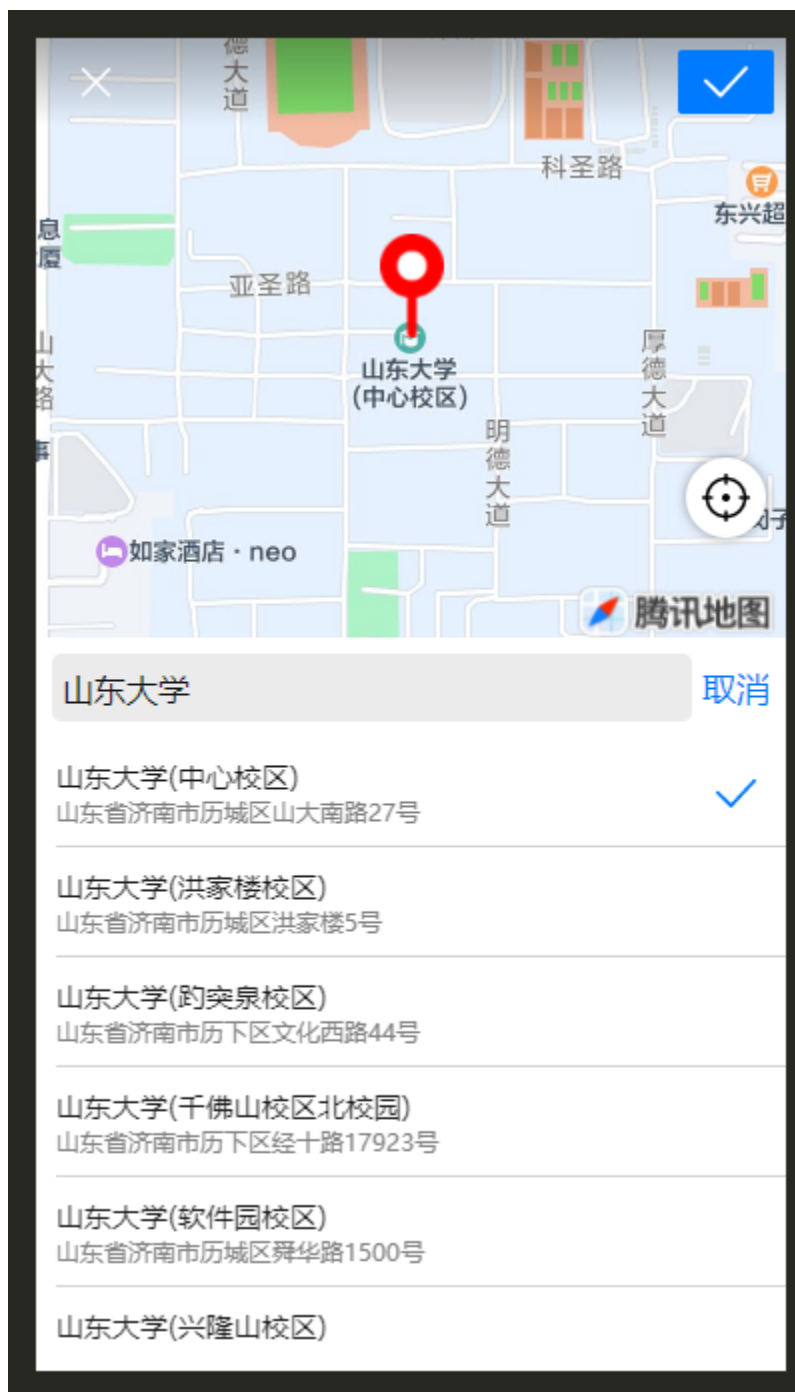 德大道
科圣路
东兴超
息
厦
亚圣路
山大路
山东大学
(中心校区)
厚德大道
明德大道
事
如家酒店·neo
腾讯地图
山东大学
取消
山东大学(中心校区)
山东省济南市历城区山大南路27号
山东大学(洪家楼校区)
山东省济南市历城区洪家楼5号
山东大学(趵突泉校区)
山东省济南市历下区文化西路44号
山东大学(千佛山校区北校园)
山东省济南市历下区经十路17923号
山东大学(软件园校区)
山东省济南市历城区舜华路1500号
山东大学(兴隆山校区)